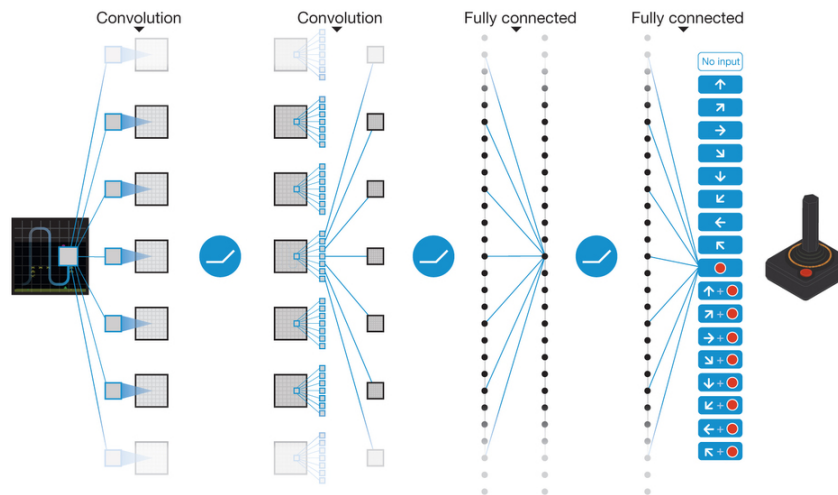 Convolution
Convolution
Fully connected
Fully connected
No input
+
+
+
+
+
+
+
+